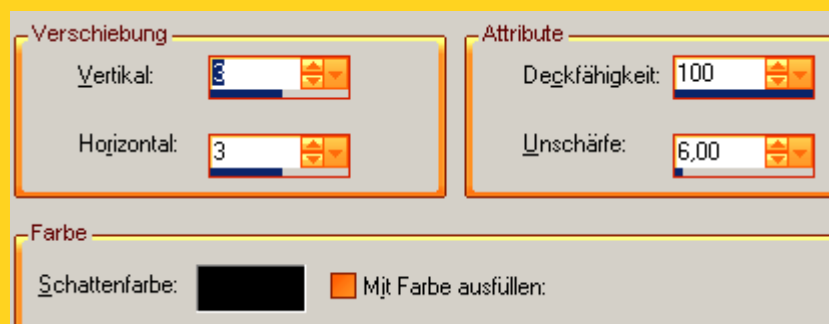 Verschiebung
Vertikal: 3
Horizontal: 3
Attribute
Deckfähigkeit: 100
Unschärfe: 6,00
Farbe
Schattenfarbe:
Mit Farbe ausfüllen: